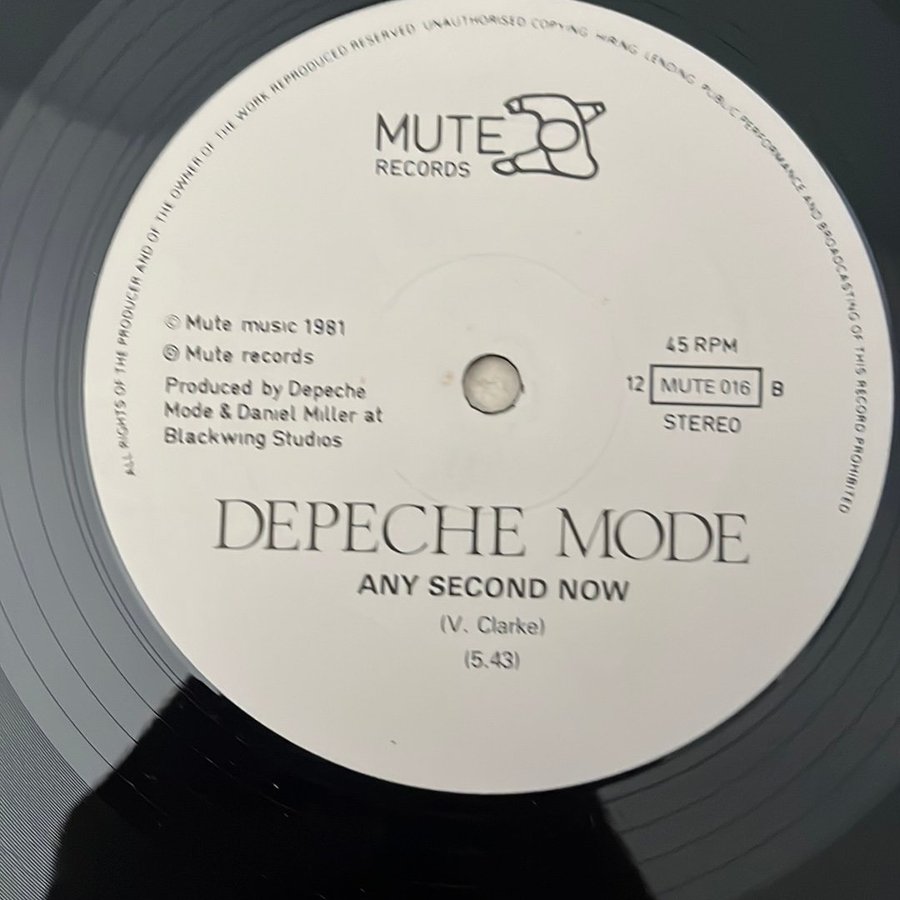 ALL RIGHTS OF THE PRODUCER AND OF THE OWNER OF THE WORK REPRODUCED RESERVED. UNAUTHORISED COPYING, HIRING, LENDING, PUBLIC PERFORMANCE AND BROADCASTING OF THIS RECORD PROHIBITED
MUTE
RECORDS
© Mute music 1981
℗ Mute records
Produced by Depeche
Mode & Daniel Miller at
Blackwing Studios
45 RPM
12 MUTE 016 B
STEREO
DEPECHE MODE
ANY SECOND NOW
(V. Clarke)
(5.43)